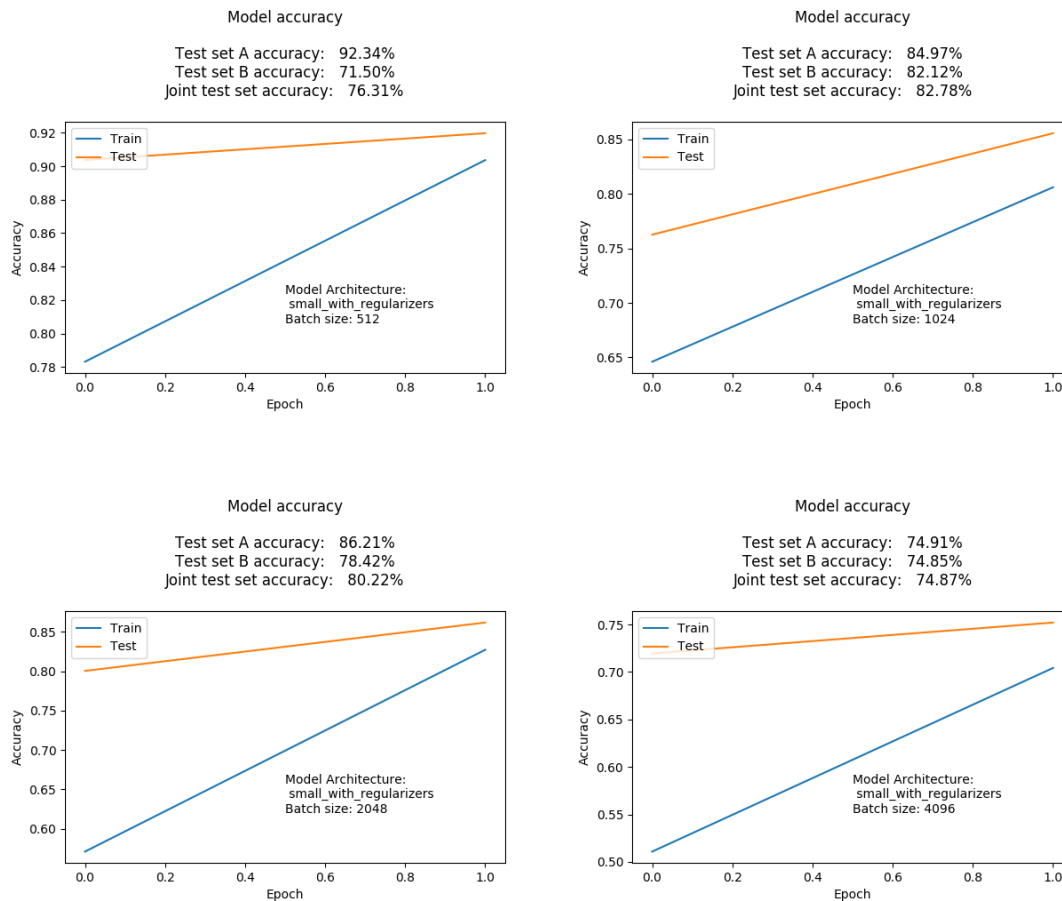 Model accuracy
Test set A accuracy: 92.34%
Test set B accuracy: 71.50%
Joint test set accuracy: 76.31%
Train
Test
0.92
0.90
0.88
0.86
0.84
0.82
0.80
0.78
Accuracy
Model Architecture:
small_with_regularizers
Batch size: 512
0.0 0.2 0.4 0.6 0.8 1.0
Epoch
Model accuracy
Test set A accuracy: 84.97%
Test set B accuracy: 82.12%
Joint test set accuracy: 82.78%
Train
Test
0.85
0.80
0.75
0.70
0.65
Accuracy
Model Architecture:
small_with_regularizers
Batch size: 1024
0.0 0.2 0.4 0.6 0.8 1.0
Epoch
Model accuracy
Test set A accuracy: 86.21%
Test set B accuracy: 78.42%
Joint test set accuracy: 80.22%
Train
Test
0.85
0.80
0.75
0.70
0.65
0.60
Accuracy
Model Architecture:
small_with_regularizers
Batch size: 2048
0.0 0.2 0.4 0.6 0.8 1.0
Epoch
Model accuracy
Test set A accuracy: 74.91%
Test set B accuracy: 74.85%
Joint test set accuracy: 74.87%
Train
Test
0.75
0.70
0.65
0.60
0.55
0.50
Accuracy
Model Architecture:
small_with_regularizers
Batch size: 4096
0.0 0.2 0.4 0.6 0.8 1.0
Epoch